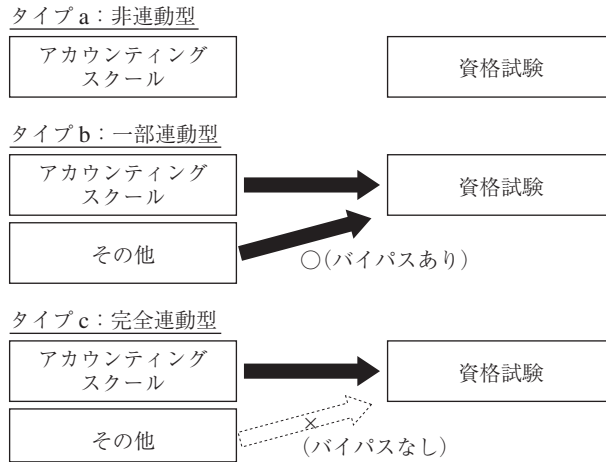 タイプ a：非連動型
アカウンティング
スクール
資格試験
タイプ b：一部連動型
アカウンティング
スクール
資格試験
その他
○(バイパスあり)
タイプ c：完全連動型
アカウンティング
スクール
資格試験
×
その他
(バイパスなし)